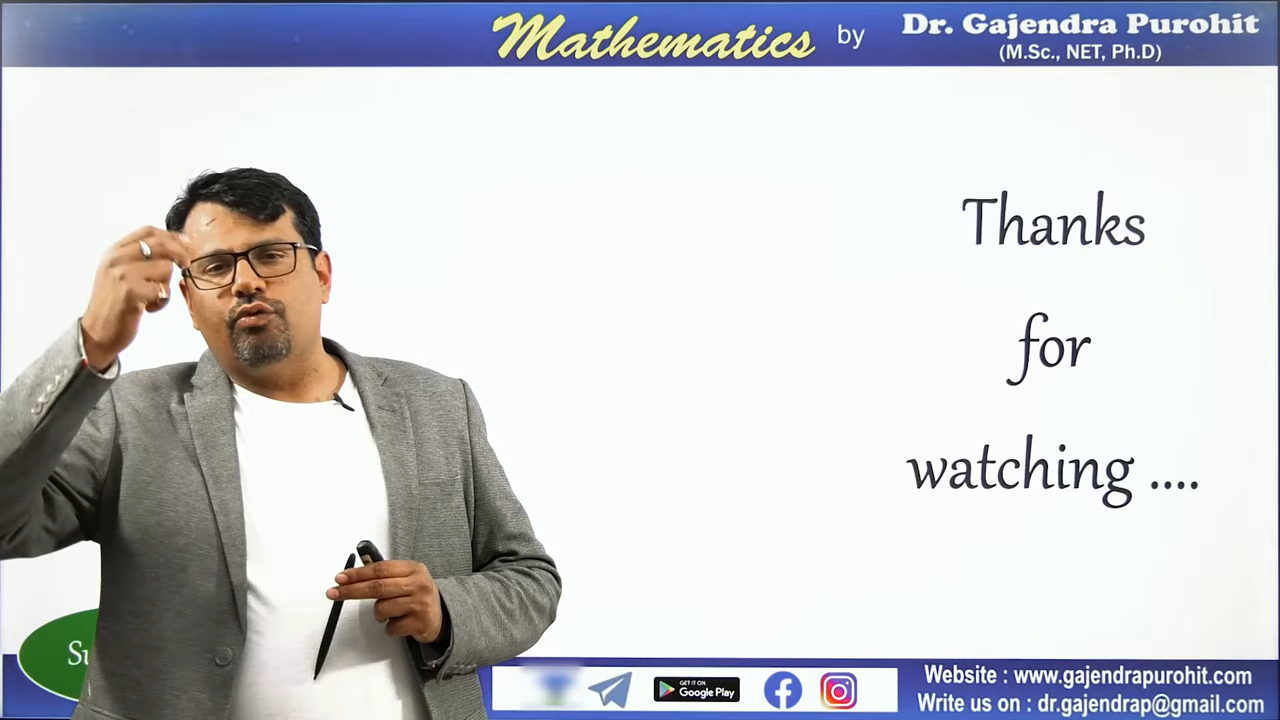 Mathematics by Dr. Gajendra Purohit
(M.Sc., NET, Ph.D)
Thanks
for
watching ....
GET IT ON
Google Play
Website : www.gajendrapurohit.com
Write us on : dr.gajendrap@gmail.com